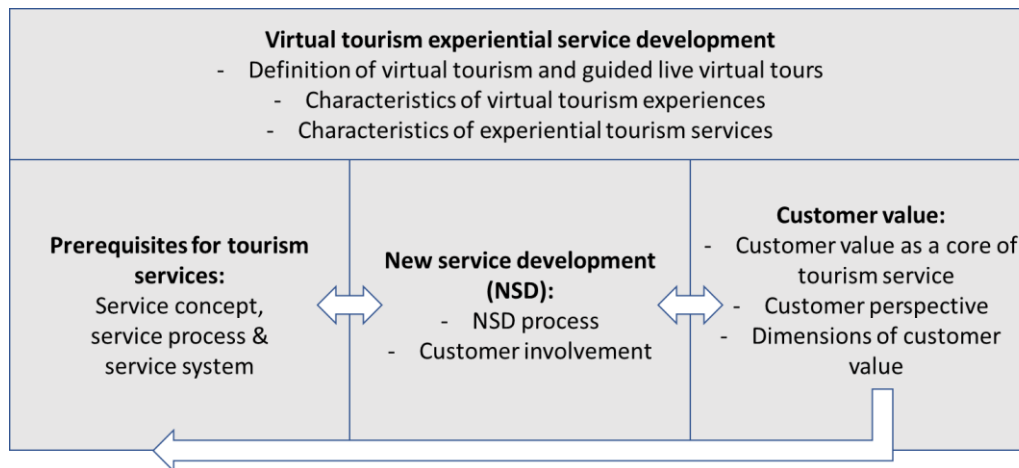 Virtual tourism experiential service development
- Definition of virtual tourism and guided live virtual tours
- Characteristics of virtual tourism experiences
- Characteristics of experiential tourism services
Prerequisites for tourism
services:
Service concept,
service process &
service system
New service development
(NSD):
- NSD process
- Customer involvement
Customer value:
- Customer value as a core of
tourism service
- Customer perspective
- Dimensions of customer
value